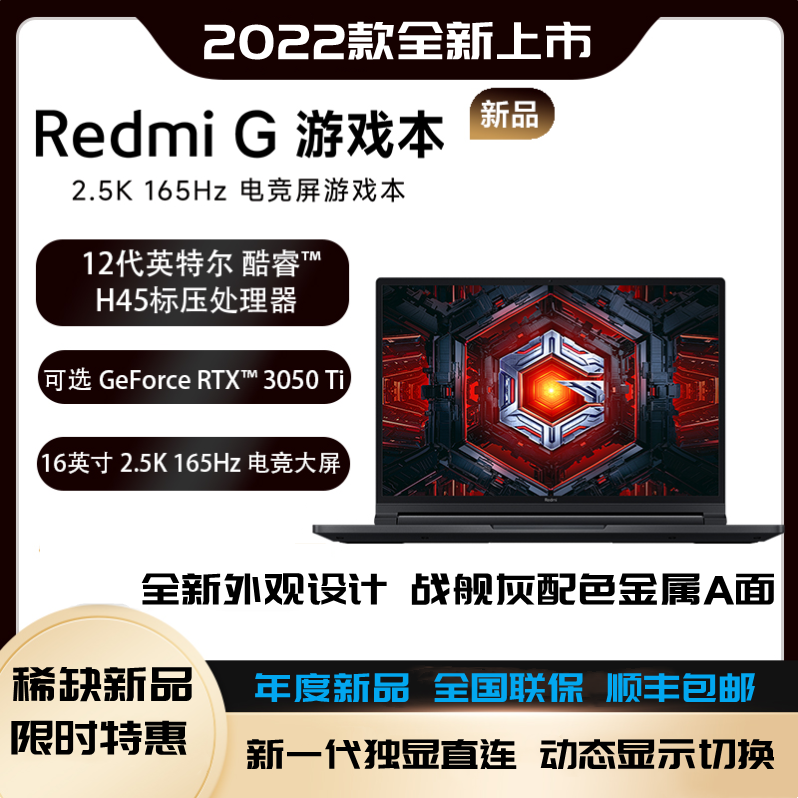 2022款全新上市
Redmi G 游戏本
新品
2.5K 165Hz 电竞屏游戏本
12代英特尔 酷睿™
H45标压处理器
可选 GeForce RTX™ 3050 Ti
16英寸 2.5K 165Hz 电竞大屏
Redmi
全新外观设计 战舰灰配色金属A面
稀缺新品
限时特惠
年度新品 全国联保 顺丰包邮
新一代独显直连 动态显示切换